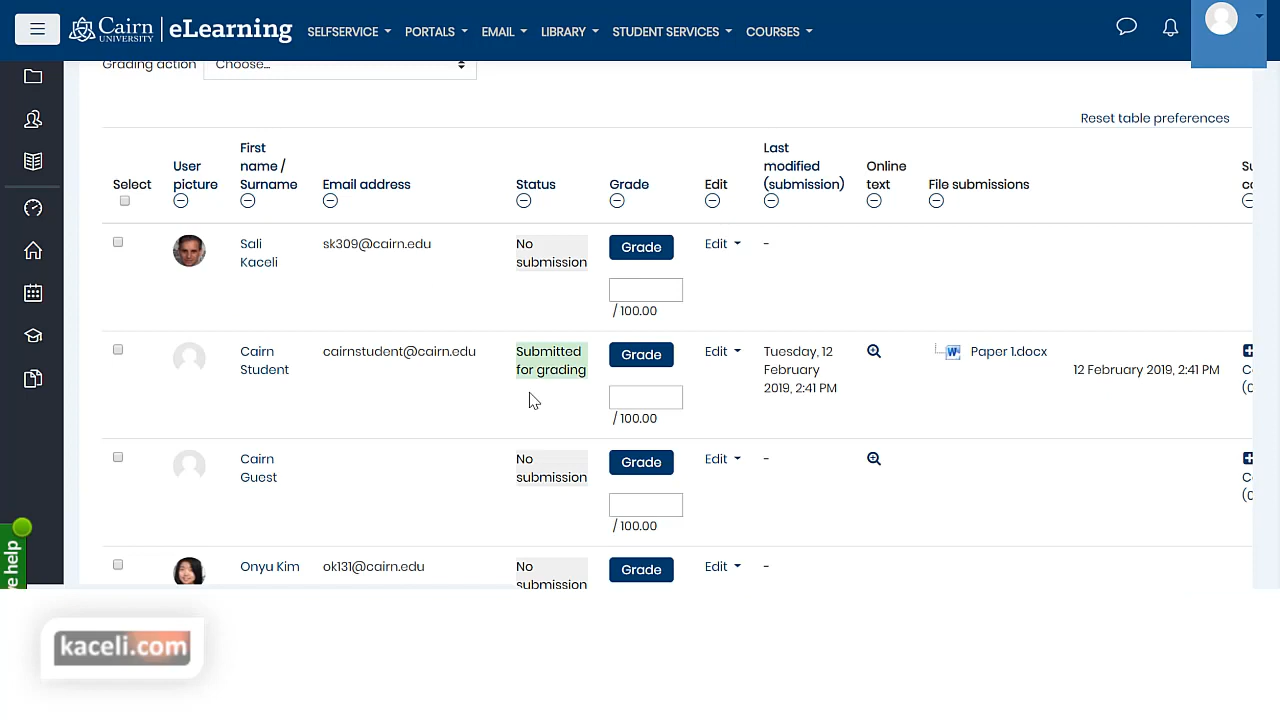 Cairn UNIVERSITY eLearning SELFSERVICE PORTALS EMAIL LIBRARY STUDENT SERVICES COURSES
Grading action Choose...
Reset table preferences
Select
User picture
First name / Surname
Email address
Status
Grade
Edit
Last modified (submission)
Online text
File submissions
Sali Kaceli
sk309@cairn.edu
No submission
Grade
/ 100.00
Edit
-
Cairn Student
cairnstudent@cairn.edu
Submitted for grading
Grade
/ 100.00
Edit
Tuesday, 12 February 2019, 2:41 PM
Paper 1.docx
12 February 2019, 2:41 PM
Cairn Guest
No submission
Grade
/ 100.00
Edit
-
Onyu Kim
ok131@cairn.edu
No submission
Grade
Edit
-
help
kaceli.com